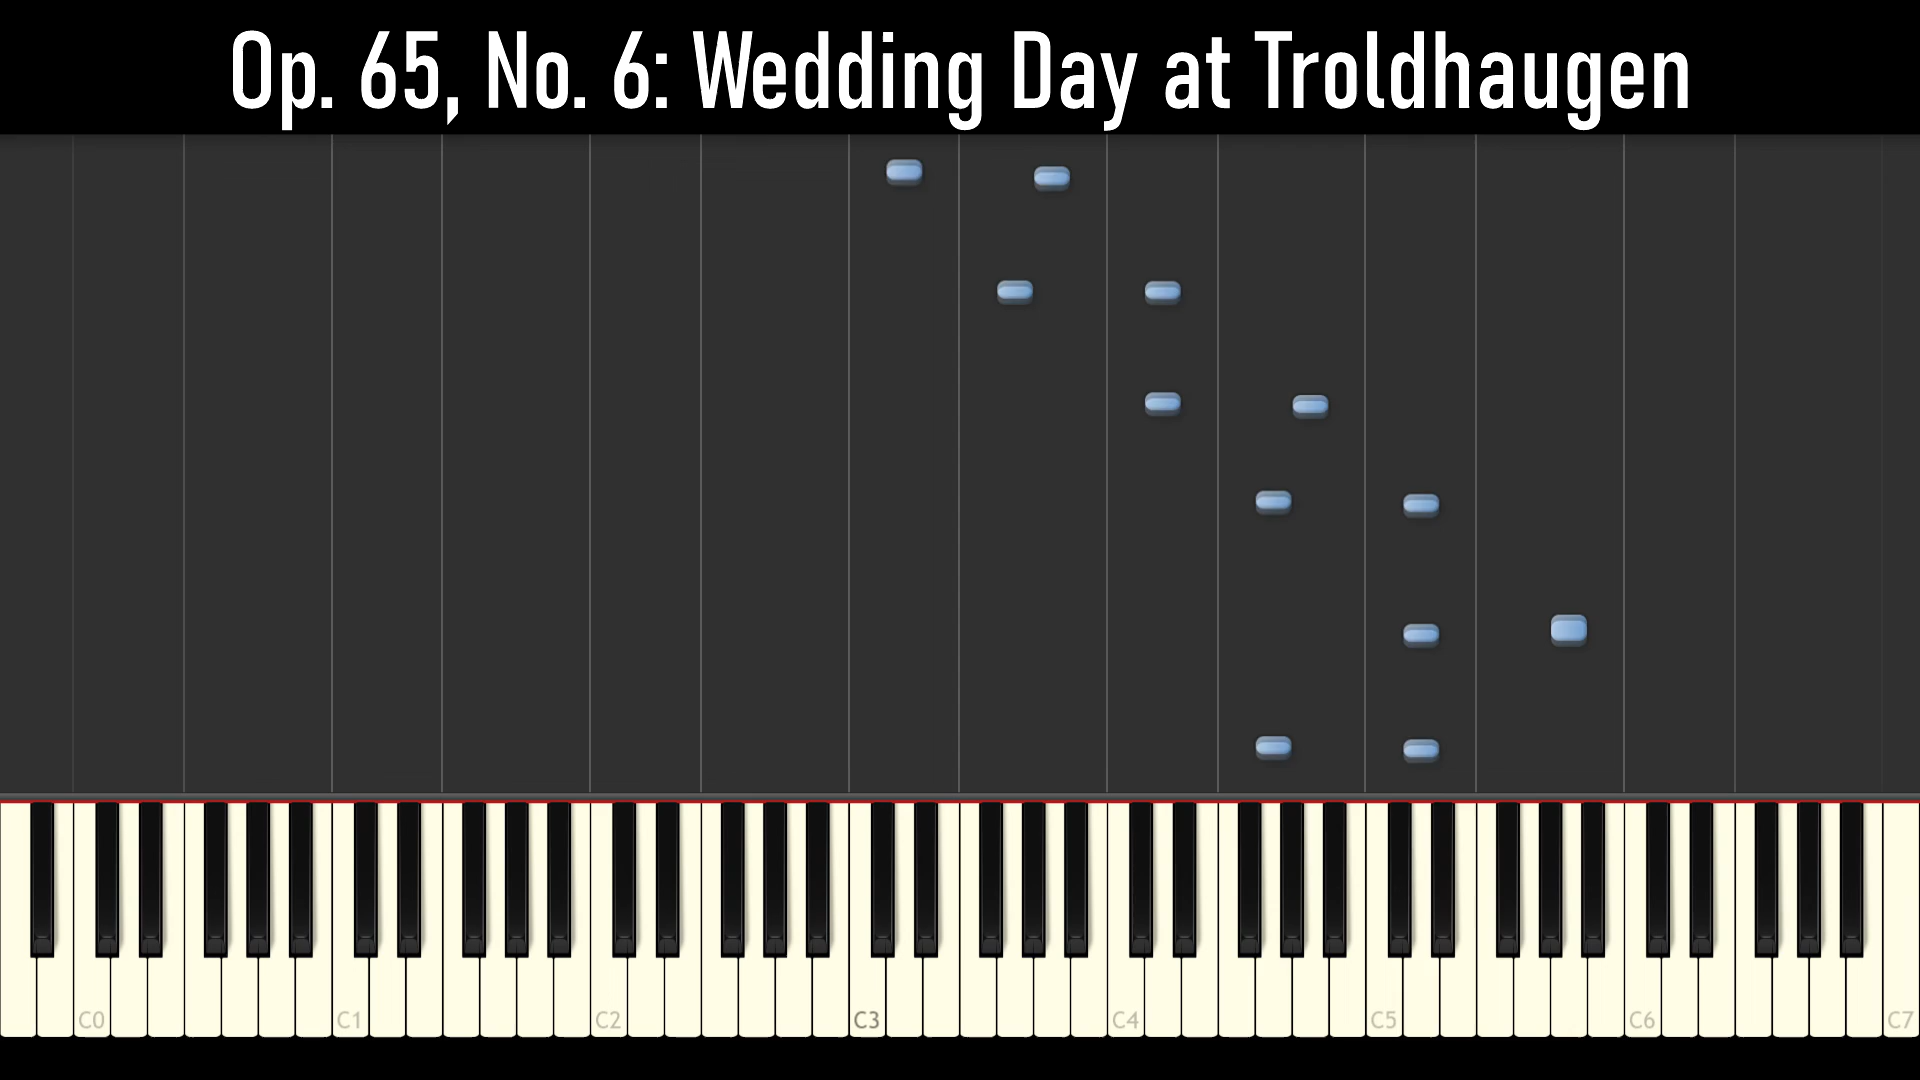 Op. 65, No. 6: Wedding Day at Troldhaugen
C0 C1 C2 C3 C4 C5 C6 C7